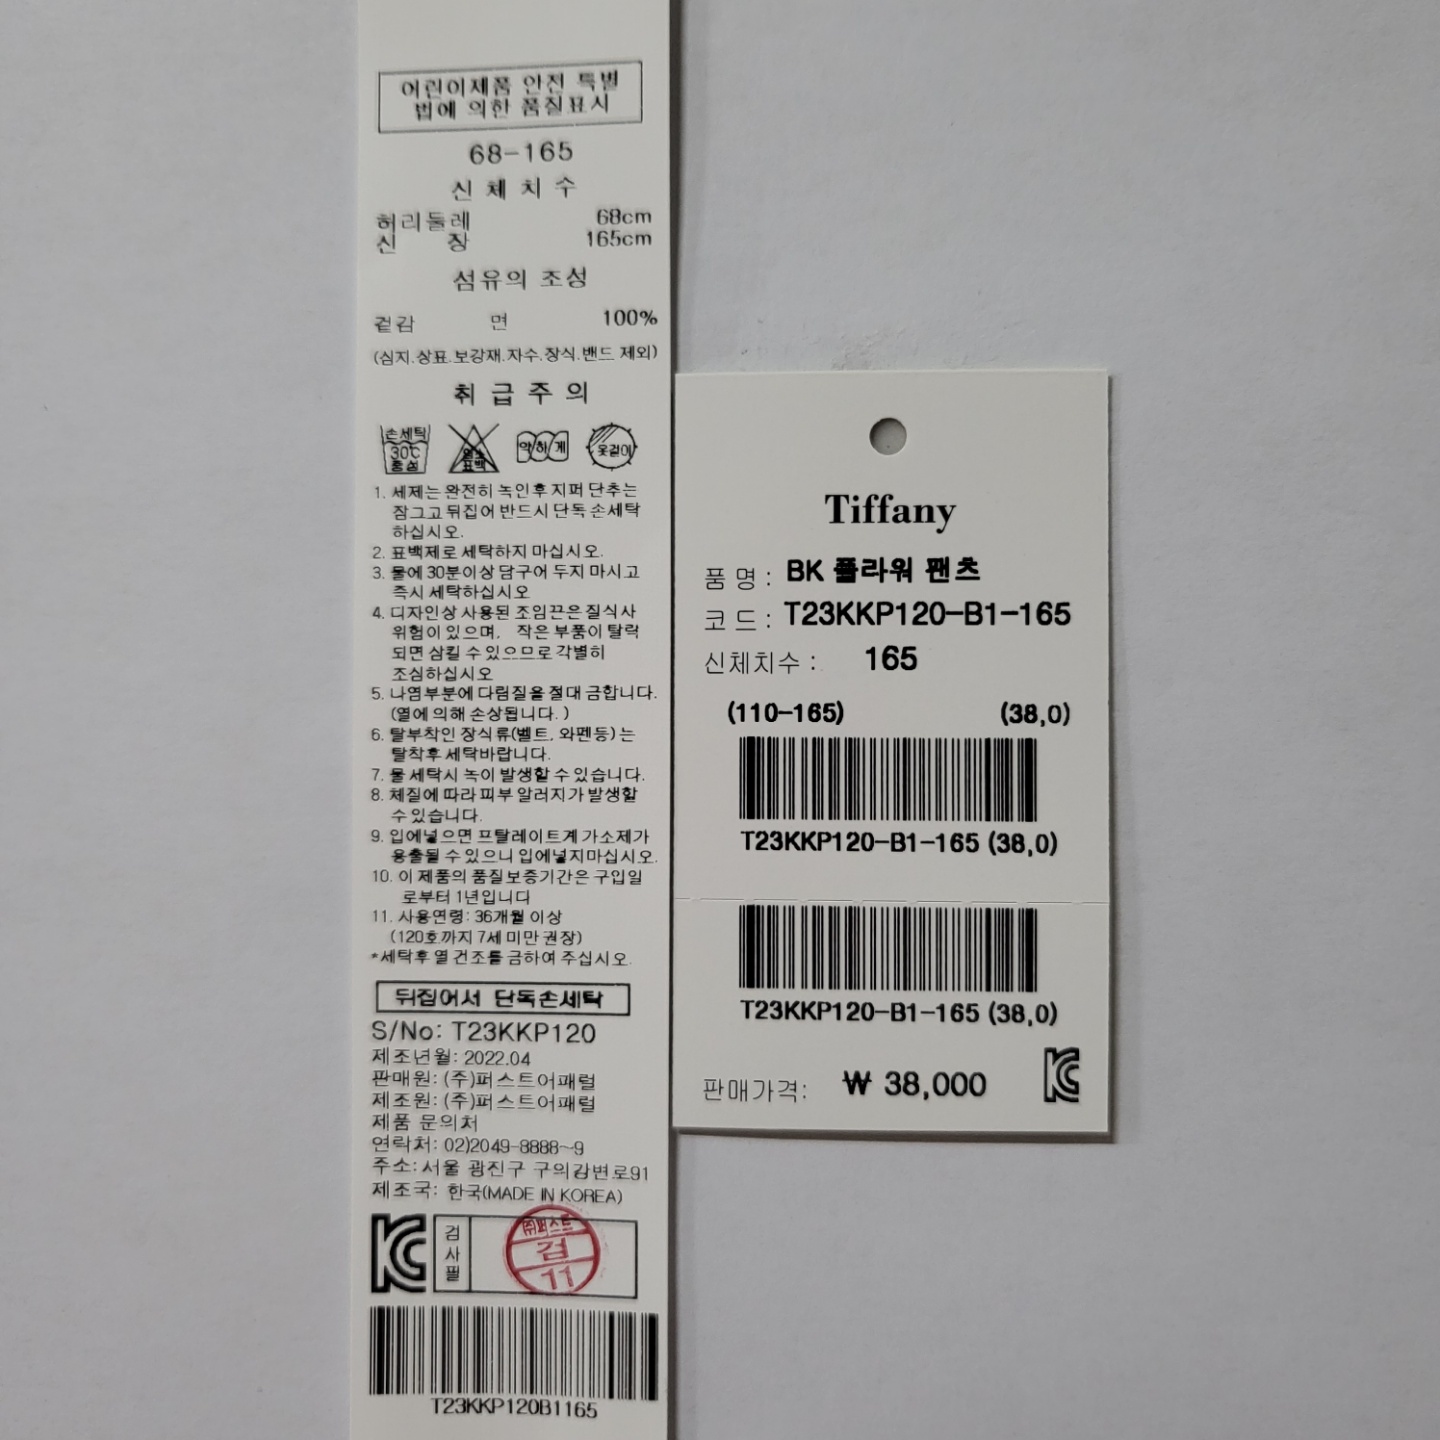 어린이제품 안전 특별
법에 의한 품질표시
68-165
신 체 치 수
허리둘레 68cm
신 장 165cm
섬유의 조성
겉감 면 100%
(심지.상표.보강재.자수.장식.밴드 제외)
취 급 주 의
손세탁
30℃
중성
염소
표백
약하게
옷걸이
1. 세제는 완전히 녹인후 지퍼 단추는
잠그고 뒤집어 반드시 단독 손세탁
하십시오.
2. 표백제로 세탁하지 마십시오.
3. 물에 30분이상 담구어 두지 마시고
즉시 세탁하십시오
4. 디자인상 사용된 조임끈은 질식사
위험이 있으며, 작은 부품이 탈락
되면 삼킬 수 있으므로 각별히
조심하십시오
5. 나염부분에 다림질을 절대 금합니다.
(열에 의해 손상됩니다. )
6. 탈부착인 장식류(벨트, 와펜등)는
탈착후 세탁바랍니다.
7. 물 세탁시 녹이 발생할 수 있습니다.
8. 체질에 따라 피부 알러지가 발생할
수 있습니다.
9. 입에넣으면 프탈레이트계 가소제가
용출될 수 있으니 입에넣지마십시오.
10. 이 제품의 품질보증기간은 구입일
로부터 1년입니다
11. 사용연령: 36개월 이상
(120호까지 7세 미만 권장)
*세탁후 열 건조를 금하여 주십시오.
뒤집어서 단독손세탁
S/No: T23KKP120
제조년월: 2022.04
판매원: (주)퍼스트어패럴
제조원: (주)퍼스트어패럴
제품 문의처
연락처: 02)2049-8888~9
주소: 서울 광진구 구의강변로91
제조국: 한국(MADE IN KOREA)
KC
검사필
㈜퍼스트
검
11
T23KKP120B1165
Tiffany
품 명 : BK 플라워 팬츠
코 드 : T23KKP120-B1-165
신체치수 : 165
(110-165) (38,0)
T23KKP120-B1-165 (38,0)
T23KKP120-B1-165 (38,0)
판매가격: ₩ 38,000
KC